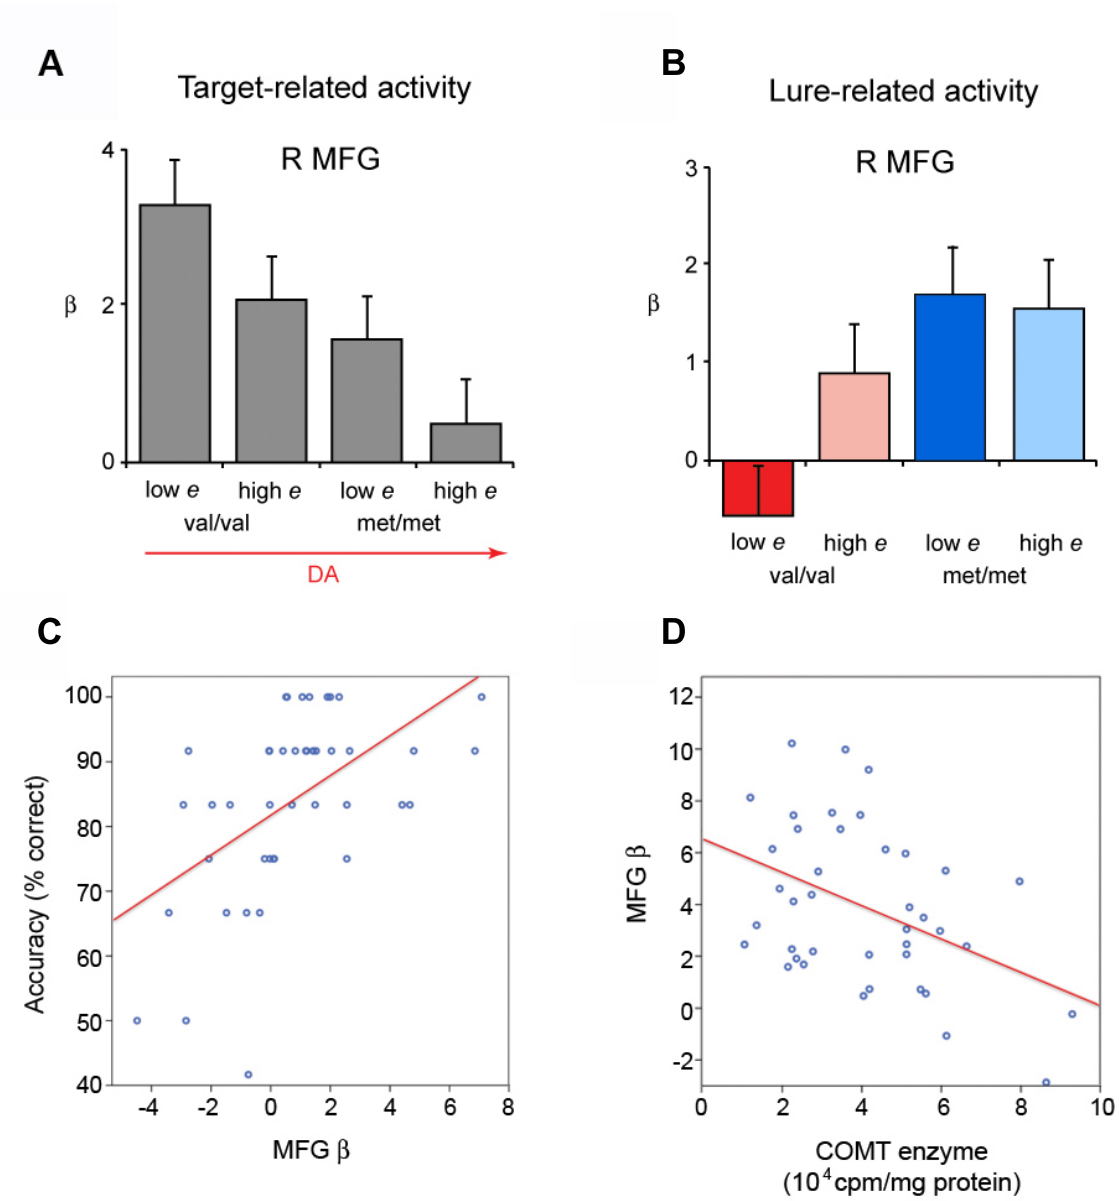 A
Target-related activity
R MFG
4
2
0
β
low e high e low e high e
val/val met/met
DA
B
Lure-related activity
R MFG
3
2
1
0
β
low e high e low e high e
val/val met/met
C
100
90
80
70
60
50
40
Accuracy (% correct)
-4 -2 0 2 4 6 8
MFG β
D
12
10
8
6
4
2
0
-2
MFG β
0 2 4 6 8 10
COMT enzyme
(10⁴cpm/mg protein)